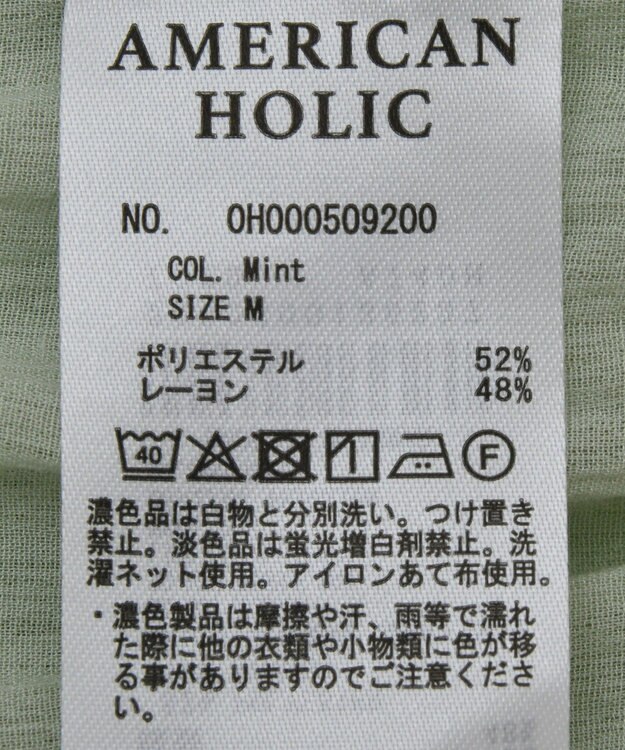 AMERICAN
HOLIC
NO. 0H000509200
COL. Mint
SIZE M
ポリエステル 52%
レーヨン 48%
40 F
濃色品は白物と分別洗い。つけ置き
禁止。淡色品は蛍光増白剤禁止。洗
濯ネット使用。アイロンあて布使用。
・濃色製品は摩擦や汗、雨等で濡れ
た際に他の衣類や小物類に色が移
る事がありますのでご注意くださ
い。